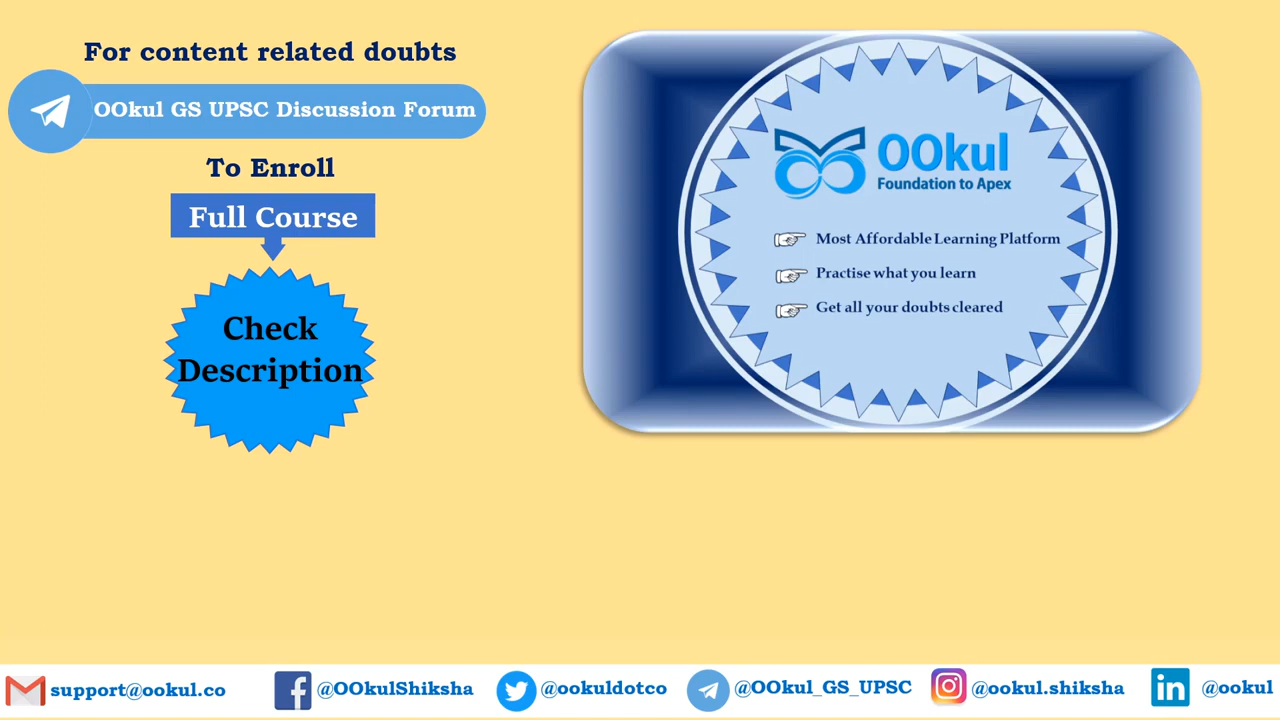 For content related doubts
OOkul GS UPSC Discussion Forum
To Enroll
Full Course
Check
Description
OOkul
Foundation to Apex
Most Affordable Learning Platform
Practise what you learn
Get all your doubts cleared
support@ookul.co
@OOkulShiksha
@ookuldotco
@OOkul_GS_UPSC
@ookul.shiksha
@ookul